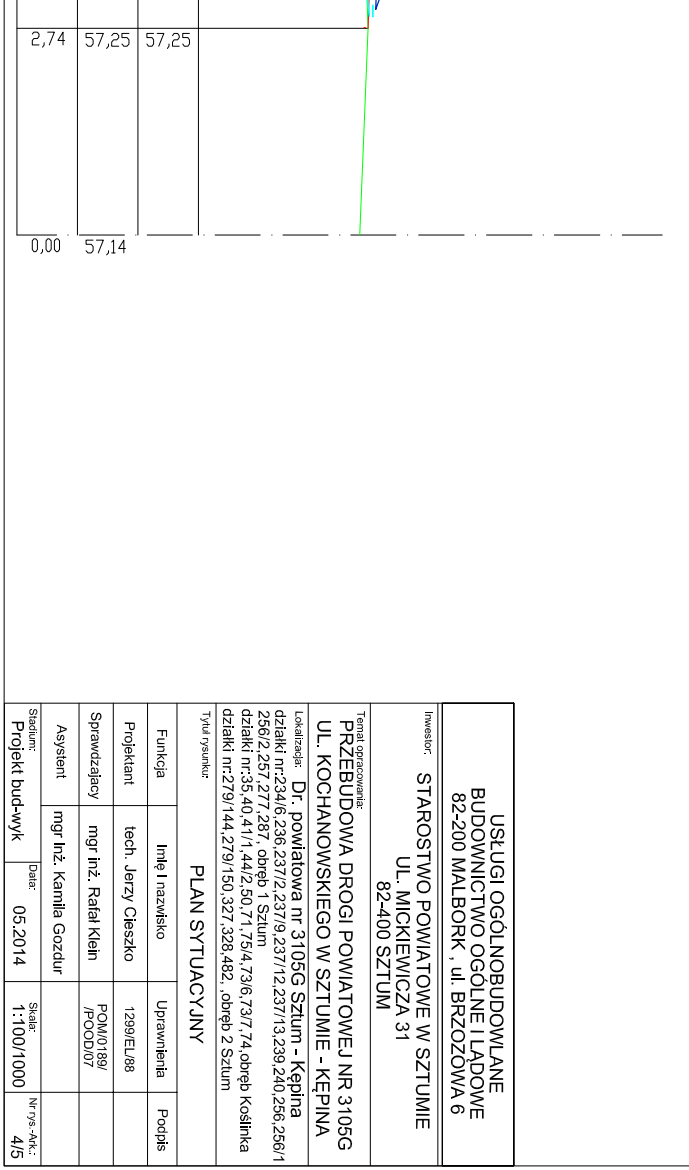 2,74 57,25 57,25
0,00 57,14
USŁUGI OGÓLNOBUDOWLANE
BUDOWNICTWO OGÓLNE I LĄDOWE
82-200 MALBORK , ul. BRZOZOWA 6
Inwestor: STAROSTWO POWIATOWE W SZTUMIE
UL. MICKIEWICZA 31
82-400 SZTUM
Temat opracowania:
PRZEBUDOWA DROGI POWIATOWEJ NR 3105G
UL. KOCHANOWSKIEGO W SZTUMIE - KĘPINA
Lokalizacja: Dr. powiatowa nr 3105G Sztum - Kępina
działki nr:234/6,236,237/2,237/9,237/12,237/13,239,240,256,256/1
256/2,257,277,287, obręb 1 Sztum
działki nr:35,40,41/1,44/2,50,71,75/4,73/6,73/7,74,obręb Koślinka
działki nr:279/144,279/150,327,328,482, ,obręb 2 Sztum
Tytuł rysunku:
PLAN SYTUACYJNY
Funkcja Imię i nazwisko Uprawnienia Podpis
Projektant tech. Jerzy Cieszko 1299/EL/88
Sprawdzajacy mgr inż. Rafał Klein POM/0189/
/POOD/07
Asystent mgr inż. Kamila Gozdur
Stadium: Data: Skala: Nr rys.-Ark.:
Projekt bud-wyk 05.2014 1:100/1000 4/5